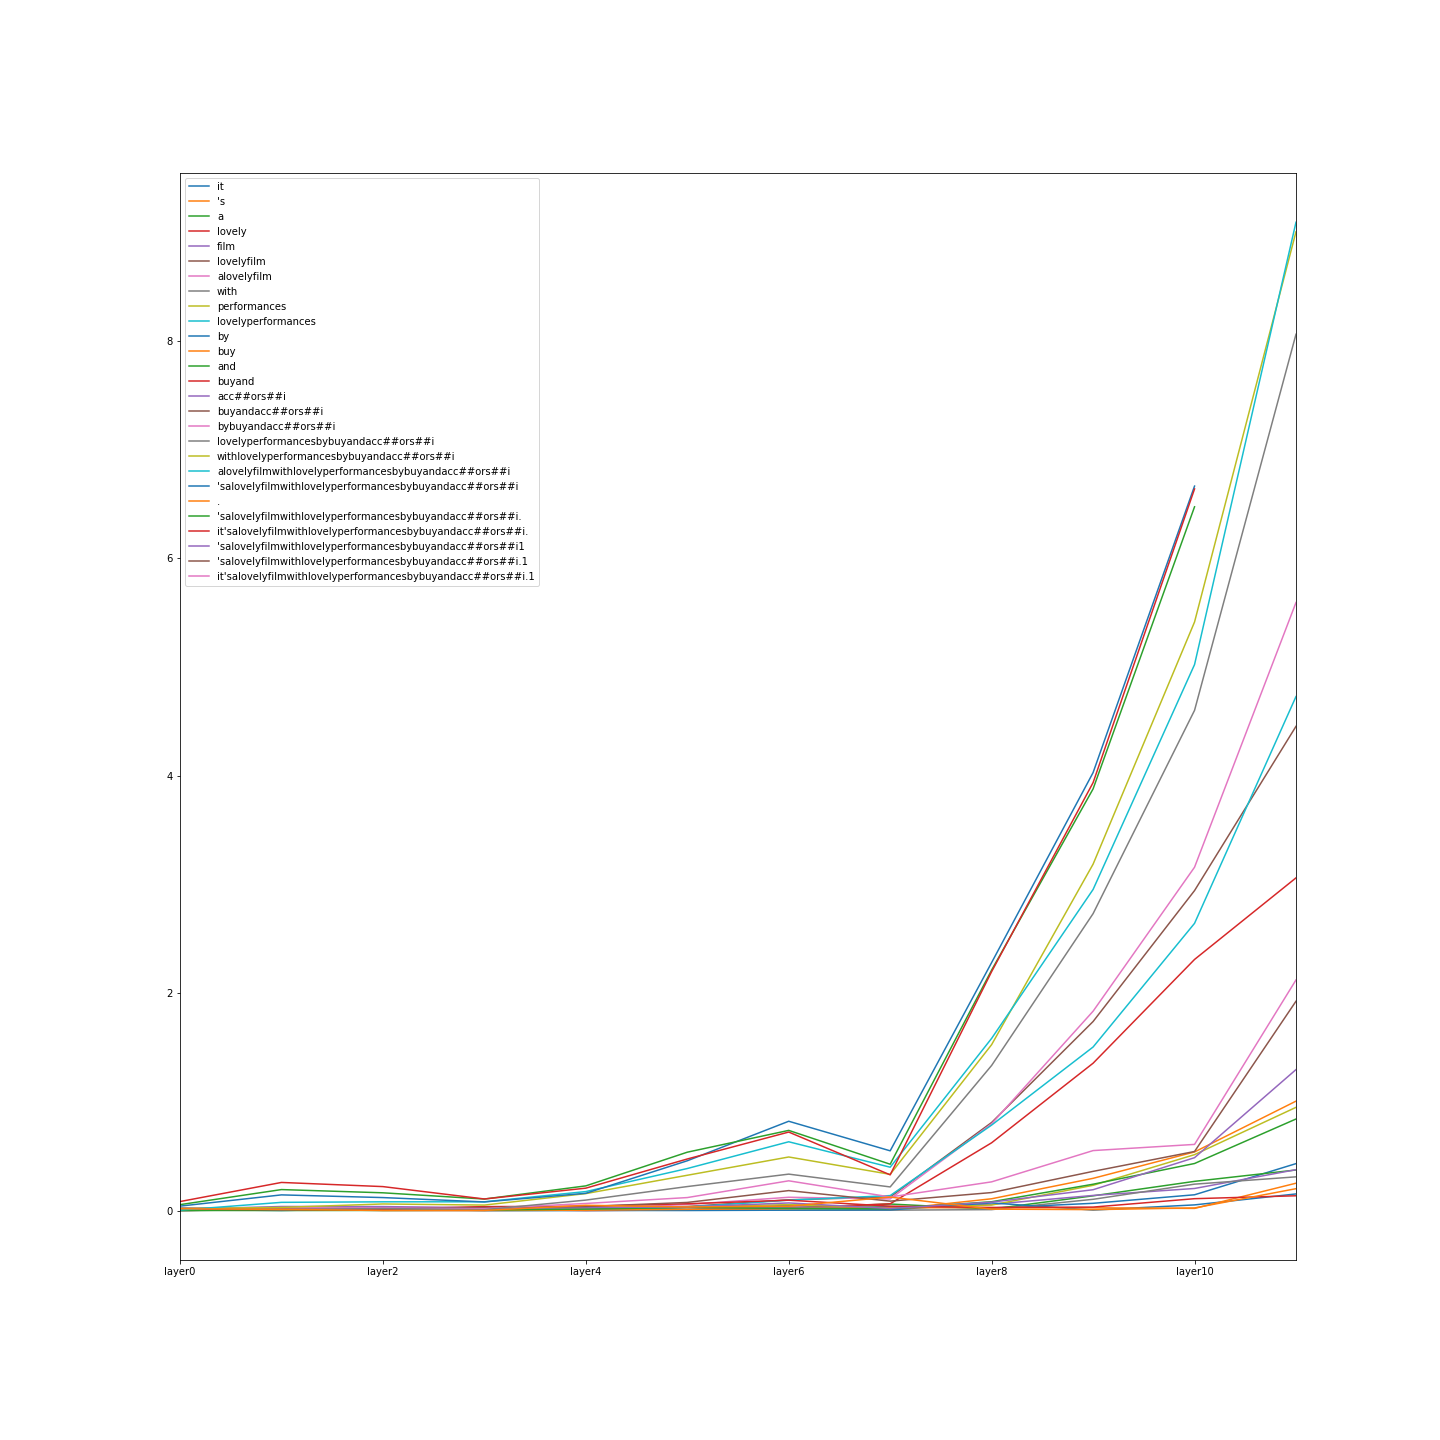 it
's
a
lovely
film
lovelyfilm
alovelyfilm
with
performances
lovelyperformances
by
buy
and
buyand
acc##ors##i
buyandacc##ors##i
bybuyandacc##ors##i
lovelyperformancesbybuyandacc##ors##i
withlovelyperformancesbybuyandacc##ors##i
alovelyfilmwithlovelyperformancesbybuyandacc##ors##i
'salovelyfilmwithlovelyperformancesbybuyandacc##ors##i
.
'salovelyfilmwithlovelyperformancesbybuyandacc##ors##i.
it'salovelyfilmwithlovelyperformancesbybuyandacc##ors##i.
'salovelyfilmwithlovelyperformancesbybuyandacc##ors##i1
'salovelyfilmwithlovelyperformancesbybuyandacc##ors##i.1
it'salovelyfilmwithlovelyperformancesbybuyandacc##ors##i.1
8
6
4
2
0
layer0 layer2 layer4 layer6 layer8 layer10